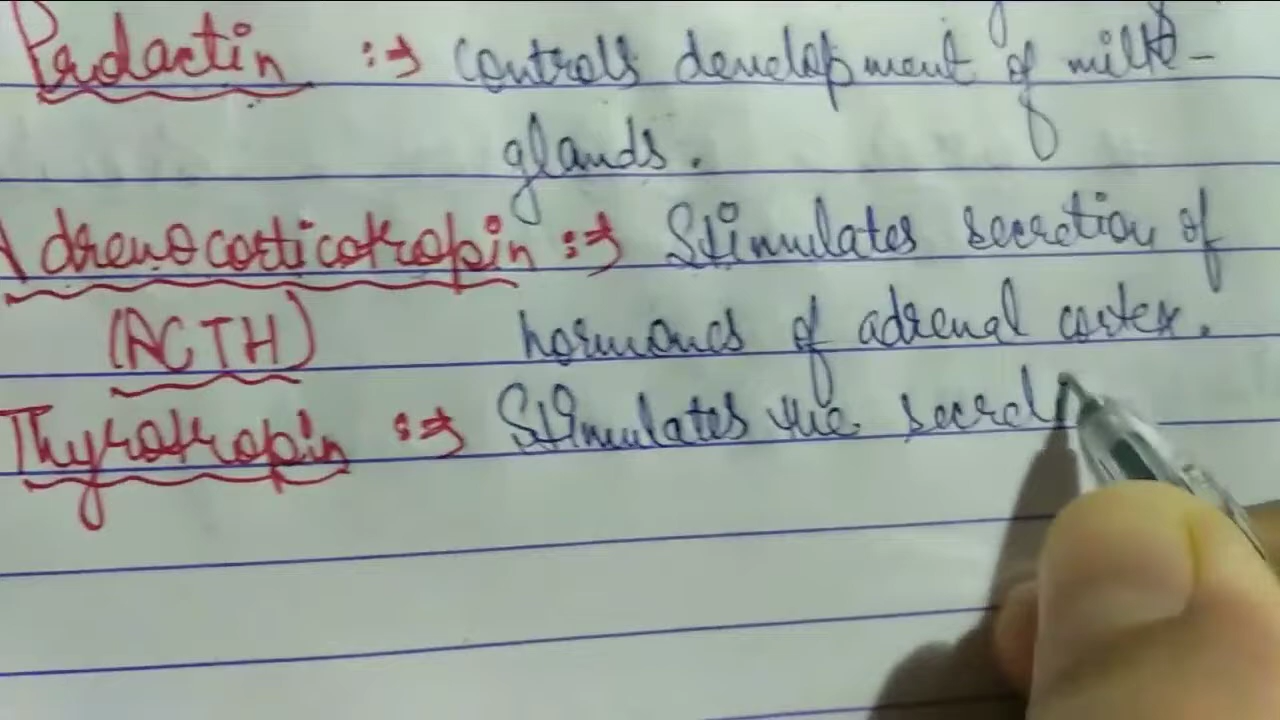 Prolactin :⇒ Controls development of milk-
glands.
Adrenocorticotropin :⇒ Stimulates secretion of
(ACTH) hormones of adrenal cortex.
Thyrotropin :⇒ Stimulates the secret